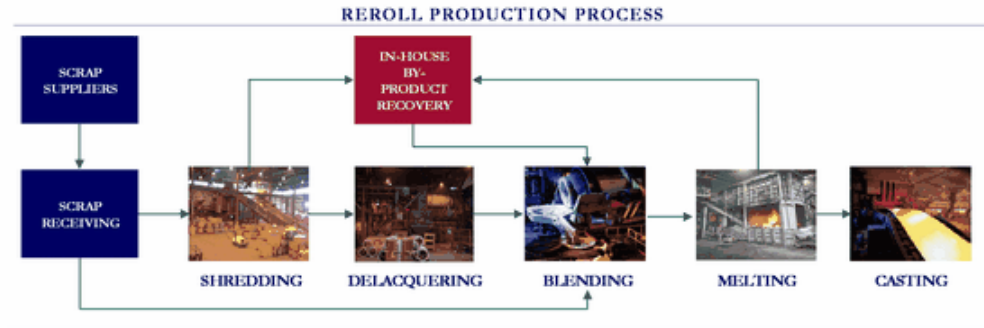 REROLL PRODUCTION PROCESS
SCRAP
SUPPLIERS
IN-HOUSE
BY-
PRODUCT
RECOVERY
SCRAP
RECEIVING
SHREDDING
DELACQUERING
BLENDING
MELTING
CASTING